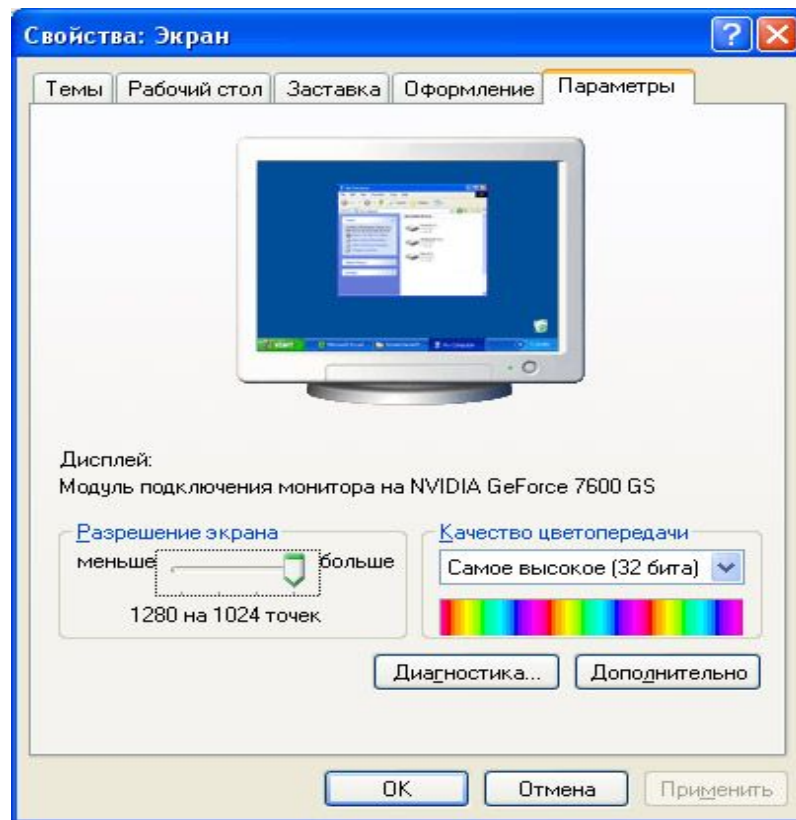 Свойства: Экран
Темы Рабочий стол Заставка Оформление Параметры
start
Дисплей:
Модуль подключения монитора на NVIDIA GeForce 7600 GS
Разрешение экрана
меньше больше
1280 на 1024 точек
Качество цветопередачи
Самое высокое (32 бита)
Диагностика... Дополнительно
OK Отмена Применить